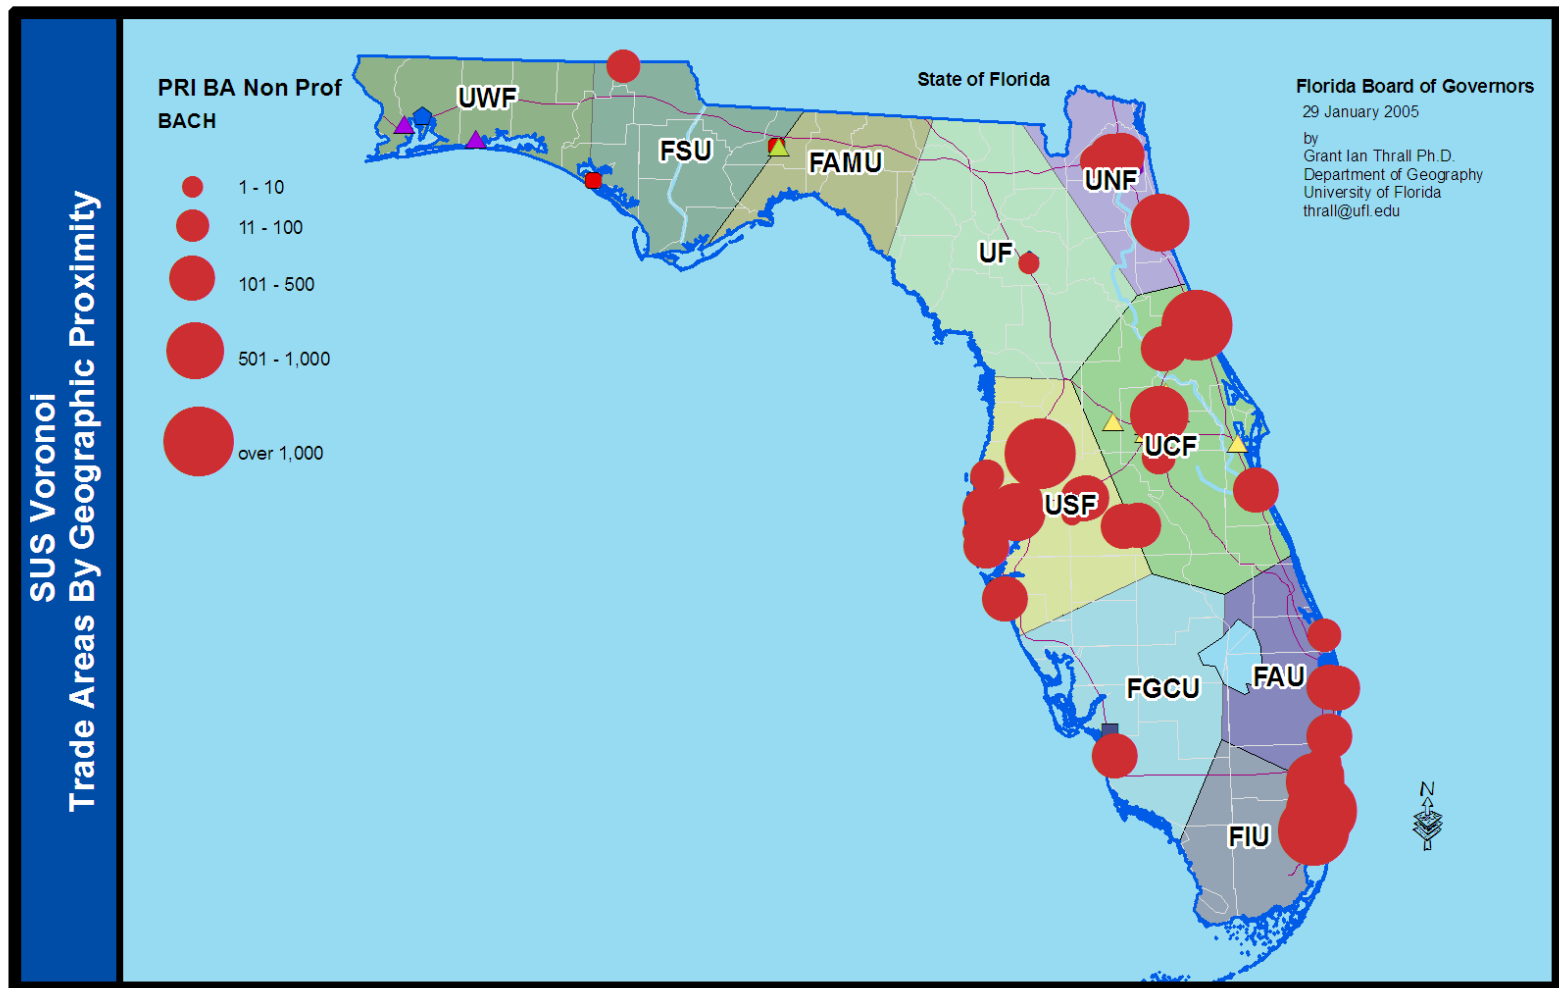 SUS Voronoi
Trade Areas By Geographic Proximity
PRI BA Non Prof
BACH
1 - 10
11 - 100
101 - 500
501 - 1,000
over 1,000
State of Florida
Florida Board of Governors
29 January 2005
by
Grant Ian Thrall Ph.D.
Department of Geography
University of Florida
thrall@ufl.edu
UWF
FSU
FAMU
UNF
UF
UCF
USF
FGCU
FAU
FIU
N